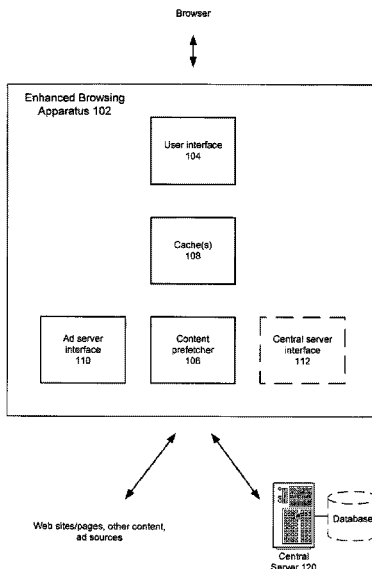 Browser
Enhanced Browsing
Apparatus 102
User interface
104
Cache(s)
108
Ad server
interface
110
Content
prefetcher
106
Central server
interface
112
Web sites/pages, other content,
ad sources
Database
Central
Server 120